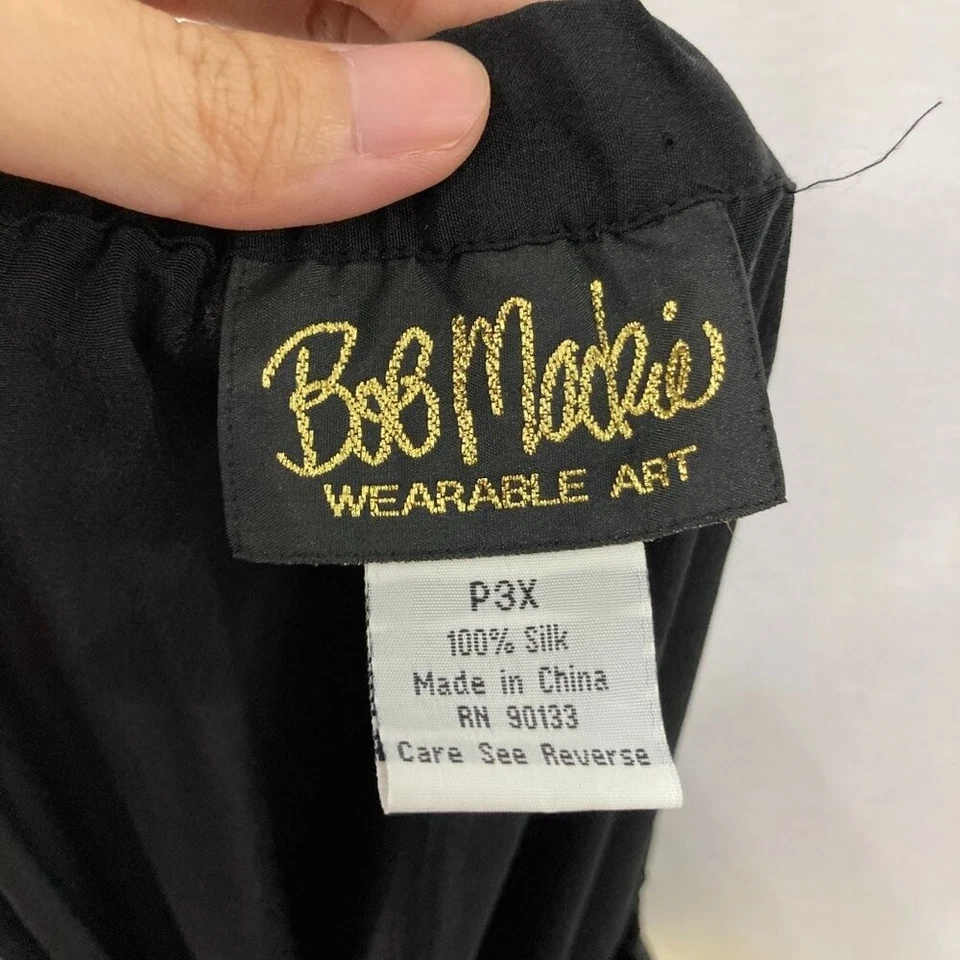 Bob Mackie
WEARABLE ART
P3X
100% Silk
Made in China
RN 90133
Care See Reverse